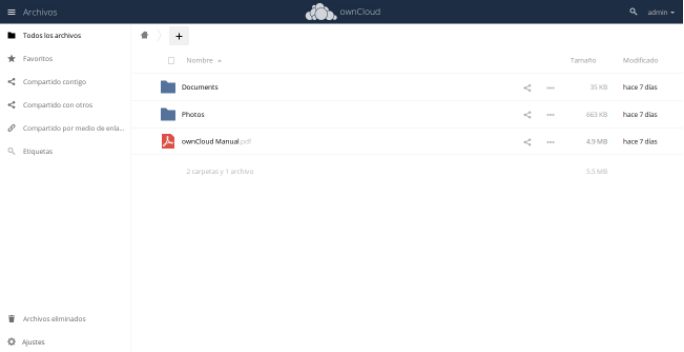 Archivos
ownCloud
admin
Todos los archivos
Favoritos
Compartido contigo
Compartido con otros
Compartido por medio de enla...
Etiquetas
Archivos eliminados
Ajustes
+
Nombre Tamaño Modificado
Documents 35 KB hace 7 días
Photos 663 KB hace 7 días
ownCloud Manual.pdf 4.9 MB hace 7 días
2 carpetas y 1 archivo 5.5 MB